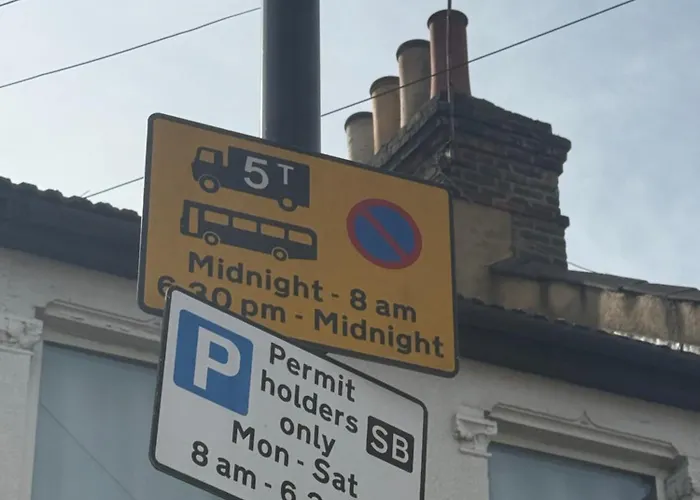 5T
Midnight - 8 am
6.30 pm - Midnight
P
Permit
holders
only
SB
Mon - Sat
8 am - 6